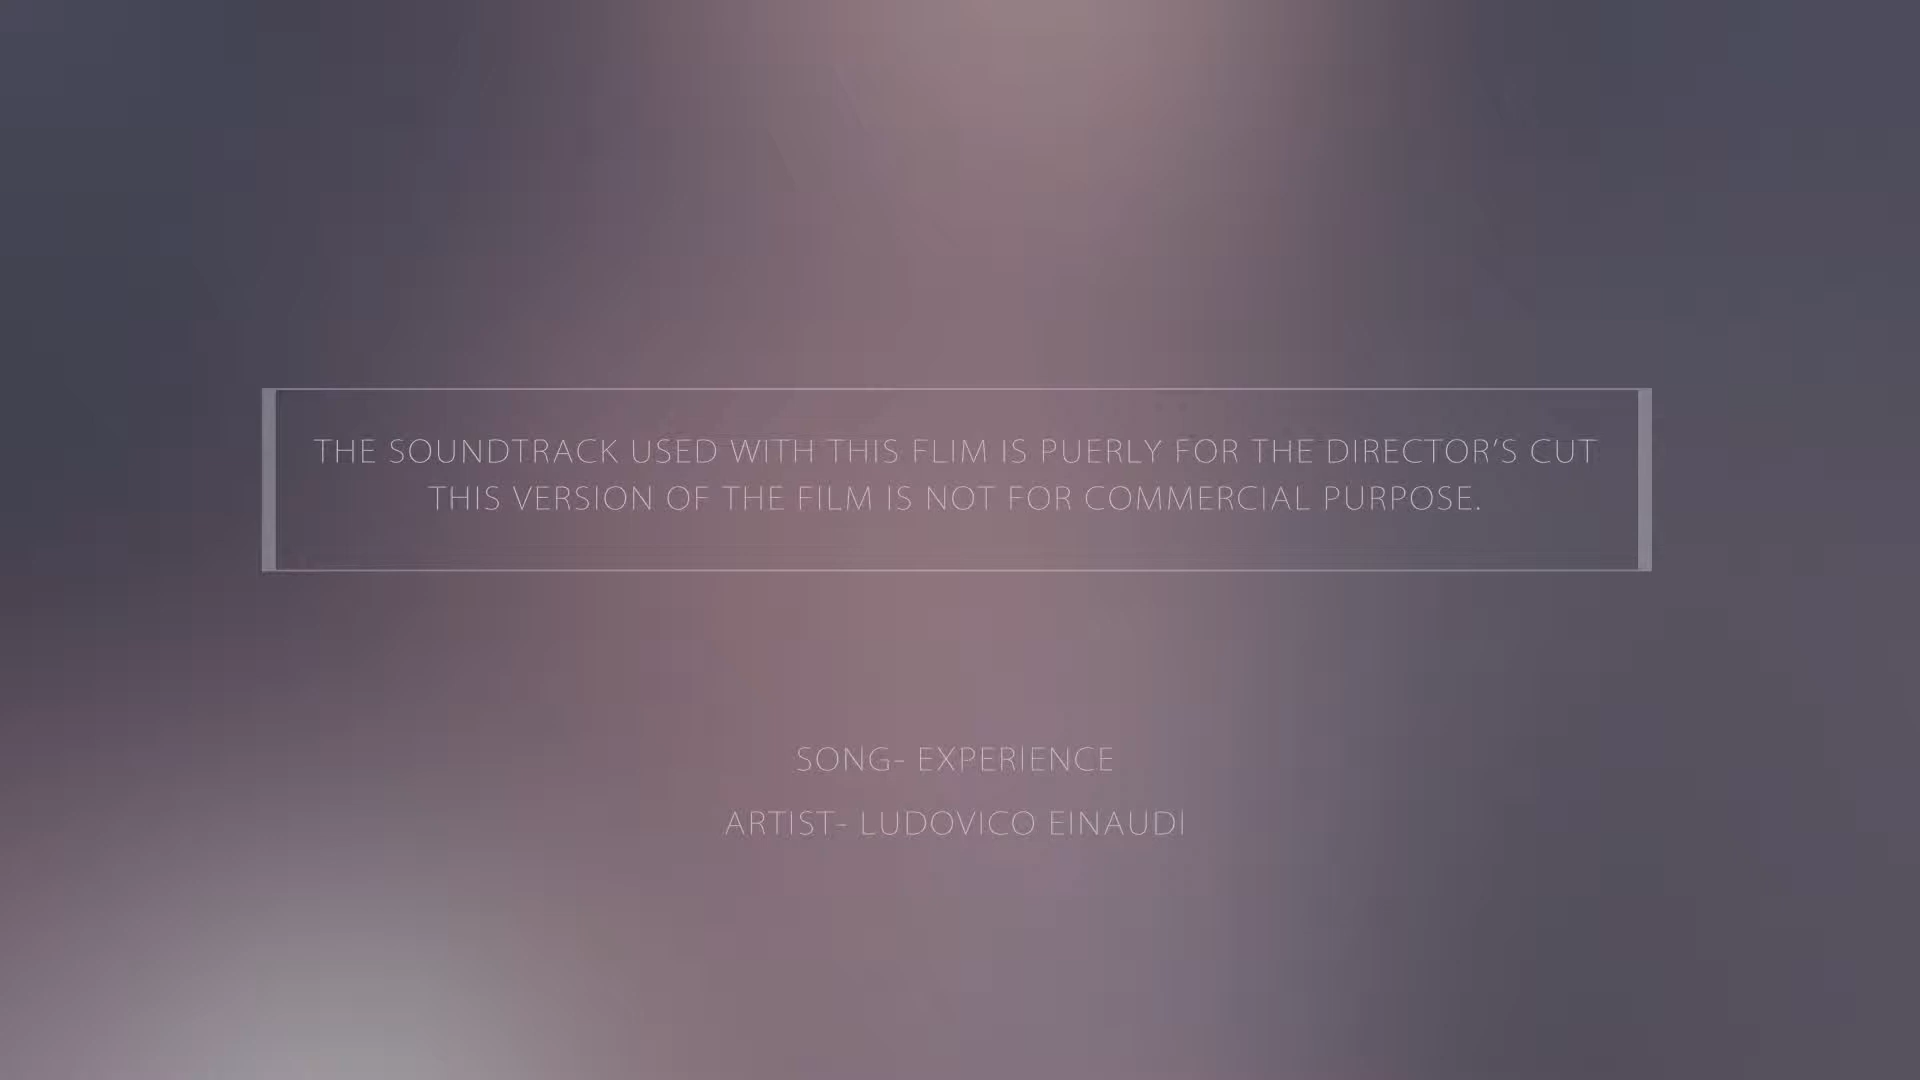 THE SOUNDTRACK USED WITH THIS FLIM IS PUERLY FOR THE DIRECTOR'S CUT
THIS VERSION OF THE FILM IS NOT FOR COMMERCIAL PURPOSE.
SONG- EXPERIENCE
ARTIST- LUDOVICO EINAUDI